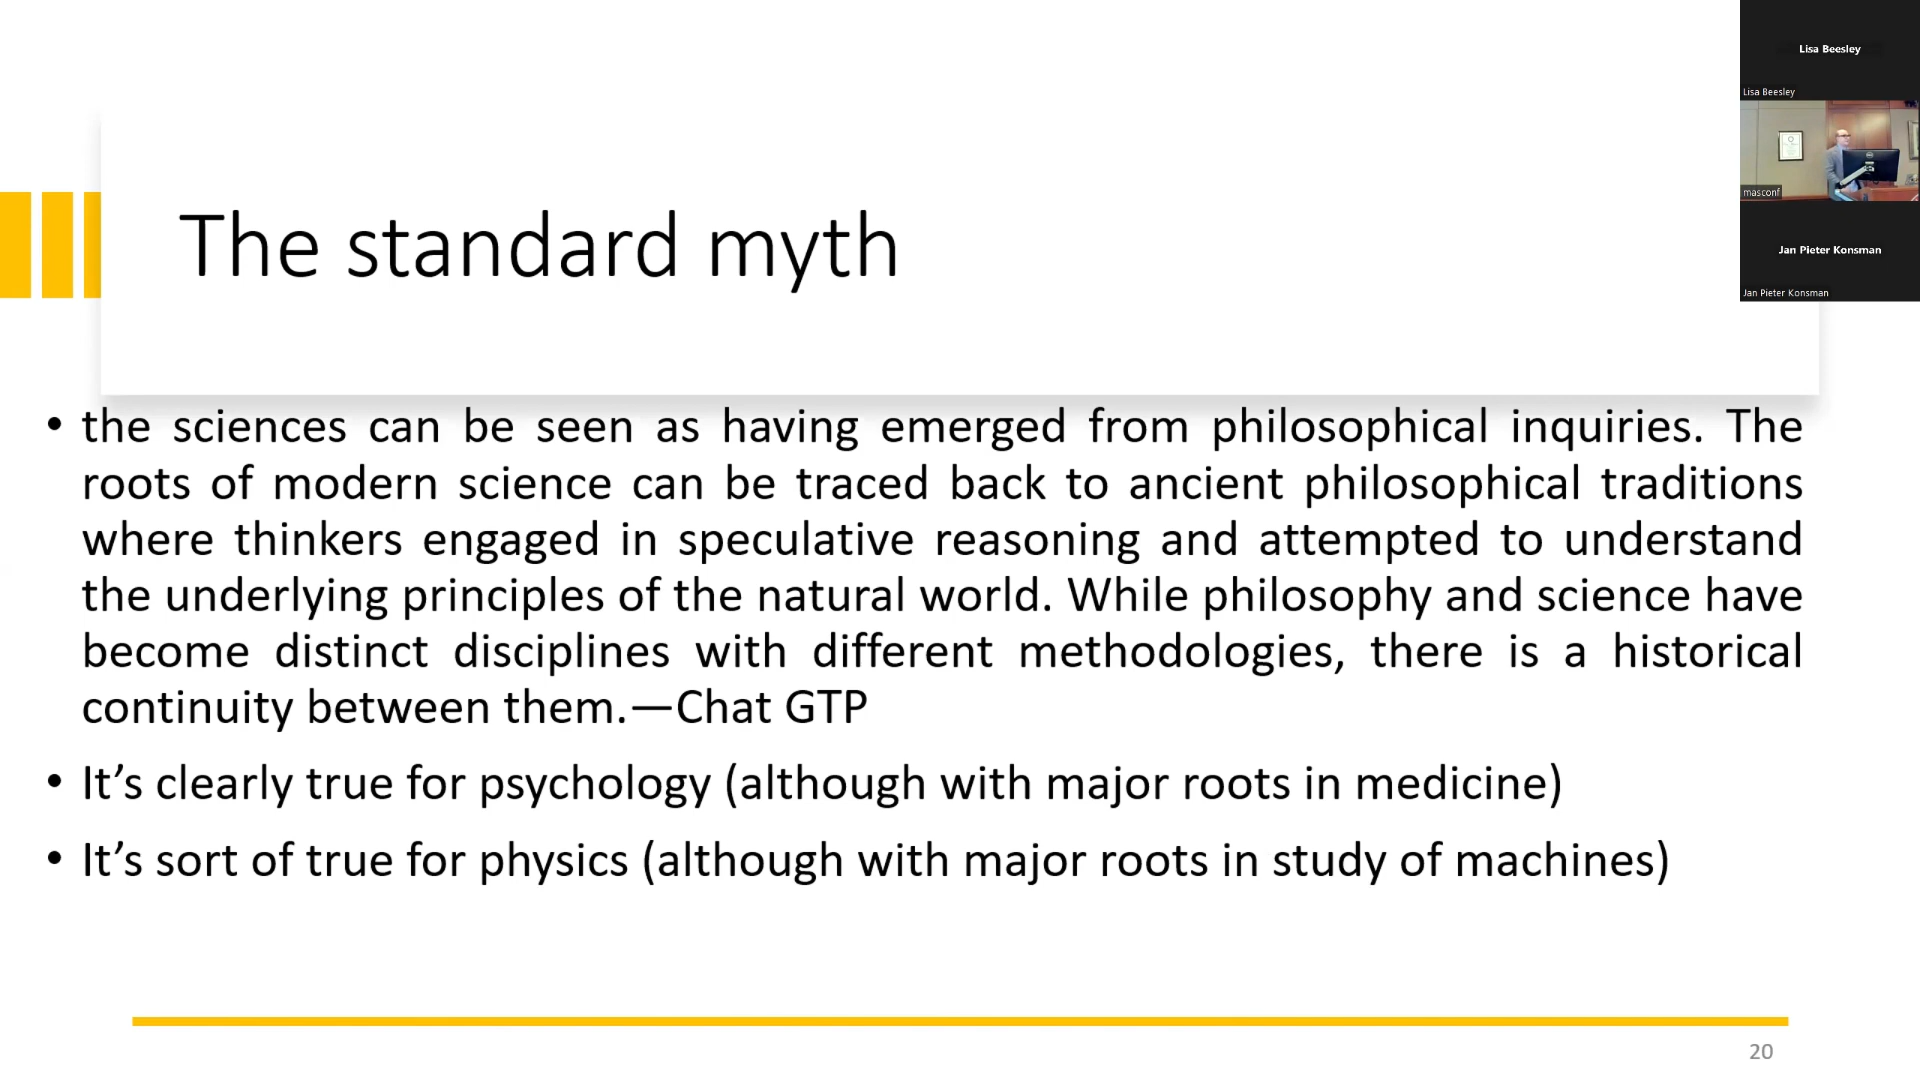 The standard myth
• the sciences can be seen as having emerged from philosophical inquiries. The
roots of modern science can be traced back to ancient philosophical traditions
where thinkers engaged in speculative reasoning and attempted to understand
the underlying principles of the natural world. While philosophy and science have
become distinct disciplines with different methodologies, there is a historical
continuity between them.—Chat GTP
• It’s clearly true for psychology (although with major roots in medicine)
• It’s sort of true for physics (although with major roots in study of machines)
20
Lisa Beesley
Lisa Beesley
masconf
Jan Pieter Konsman
Jan Pieter Konsman